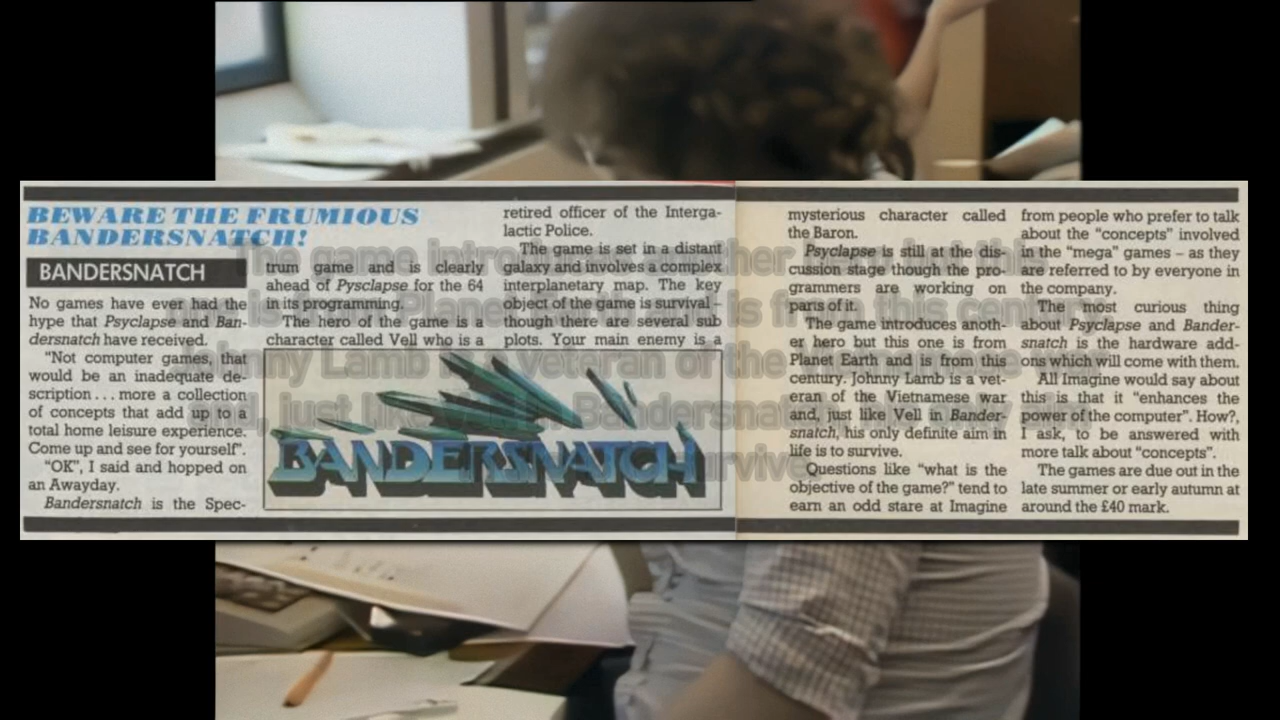 BEWARE THE FRUMIOUS
BANDERSNATCH!
BANDERSNATCH
No games have ever had the
hype that Psyclapse and Ban-
dersnatch have received.
"Not computer games, that
would be an inadequate de-
scription . . . more a collection
of concepts that add up to a
total home leisure experience.
Come up and see for yourself".
"OK", I said and hopped on
an Awayday.
Bandersnatch is the Spec-
trum game and is clearly
ahead of Pysclapse for the 64
in its programming.
The hero of the game is a
character called Vell who is a
retired officer of the Interga-
lactic Police.
The game is set in a distant
galaxy and involves a complex
interplanetary map. The key
object of the game is survival –
though there are several sub
plots. Your main enemy is a
BANDERSNATCH
mysterious character called
the Baron.
Psyclapse is still at the dis-
cussion stage though the pro-
grammers are working on
parts of it.
The game introduces anoth-
er hero but this one is from
Planet Earth and is from this
century. Johnny Lamb is a vet-
eran of the Vietnamese war
and, just like Vell in Bander-
snatch, his only definite aim in
life is to survive.
Questions like "what is the
objective of the game?" tend to
earn an odd stare at Imagine
from people who prefer to talk
about the "concepts" involved
in the "mega" games – as they
are referred to by everyone in
the company.
The most curious thing
about Psyclapse and Bander-
snatch is the hardware add-
ons which will come with them.
All Imagine would say about
this is that it "enhances the
power of the computer". How?,
I ask, to be answered with
more talk about "concepts".
The games are due out in the
late summer or early autumn at
around the £40 mark.